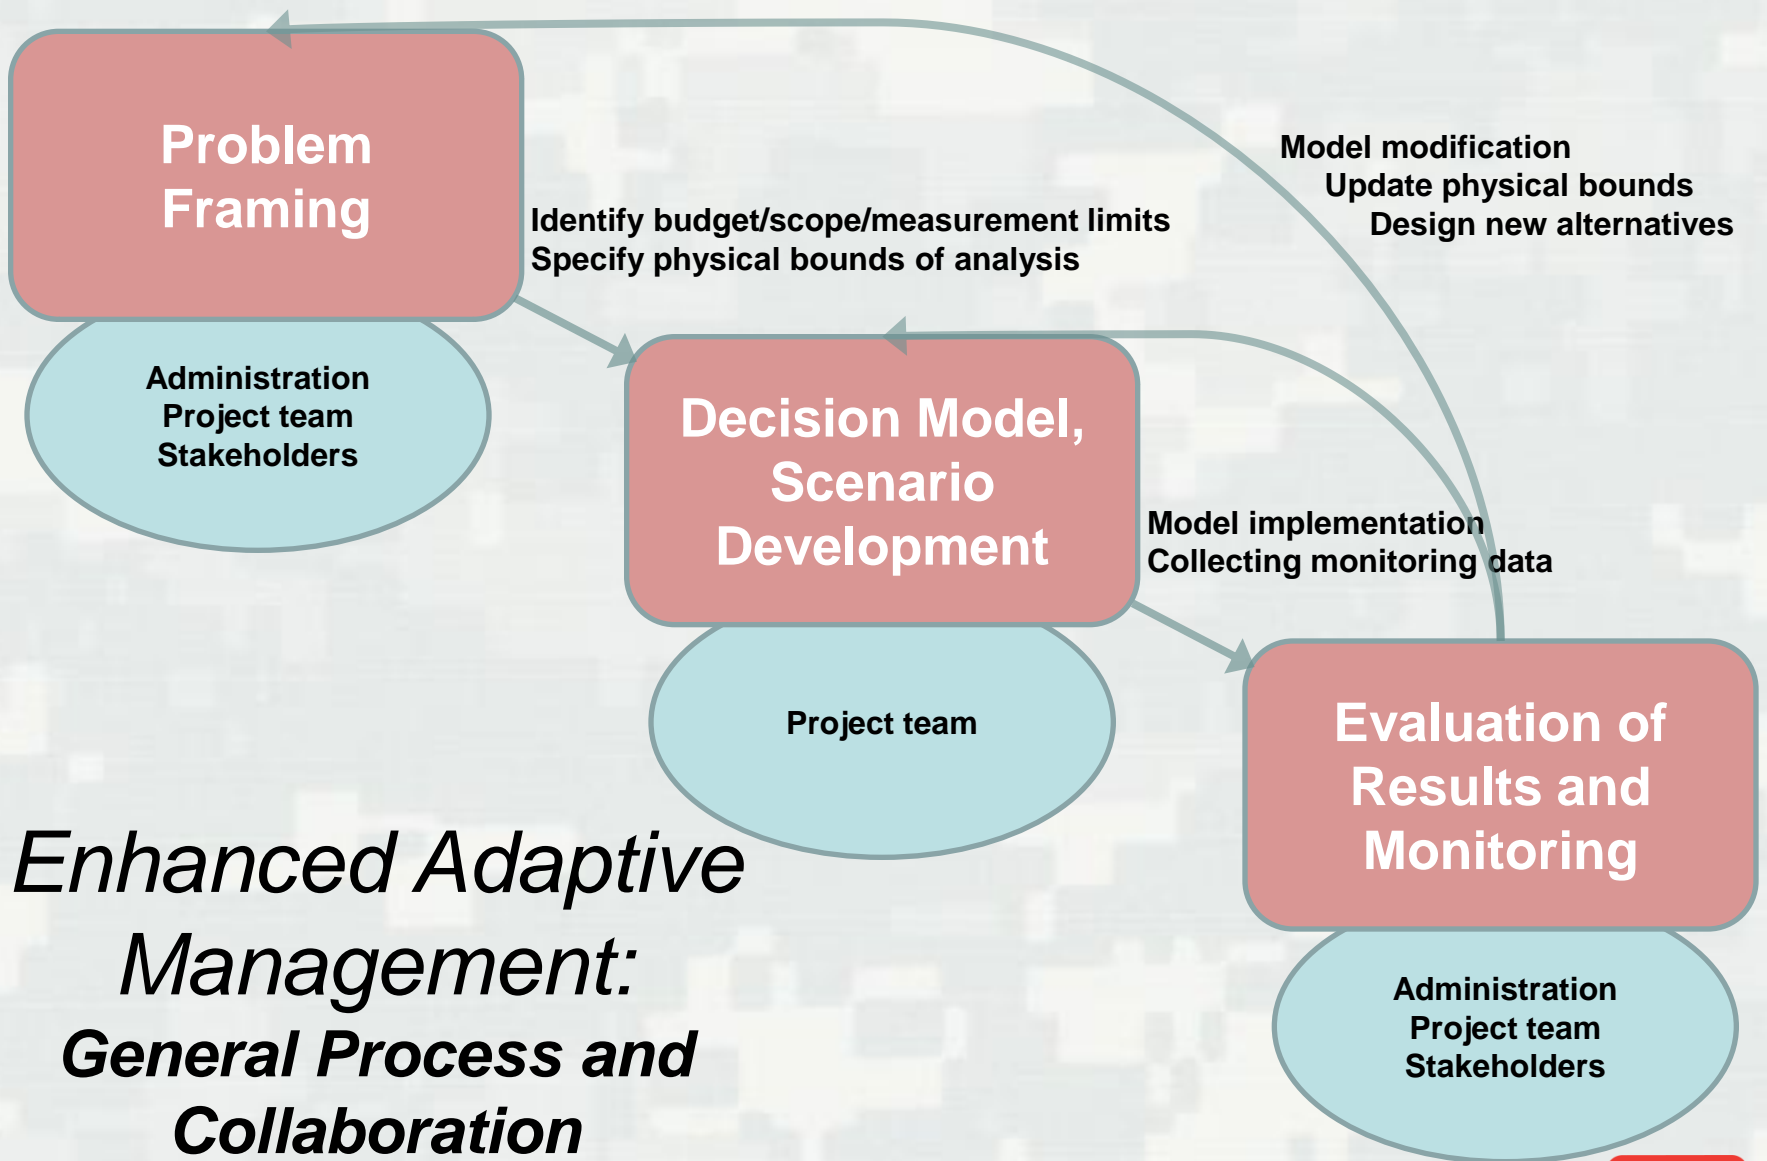 Problem
Framing
Identify budget/scope/measurement limits
Specify physical bounds of analysis
Model modification
Update physical bounds
Design new alternatives
Administration
Project team
Stakeholders
Decision Model,
Scenario
Development
Model implementation
Collecting monitoring data
Project team
Evaluation of
Results and
Monitoring
Administration
Project team
Stakeholders
Enhanced Adaptive
Management:
General Process and
Collaboration